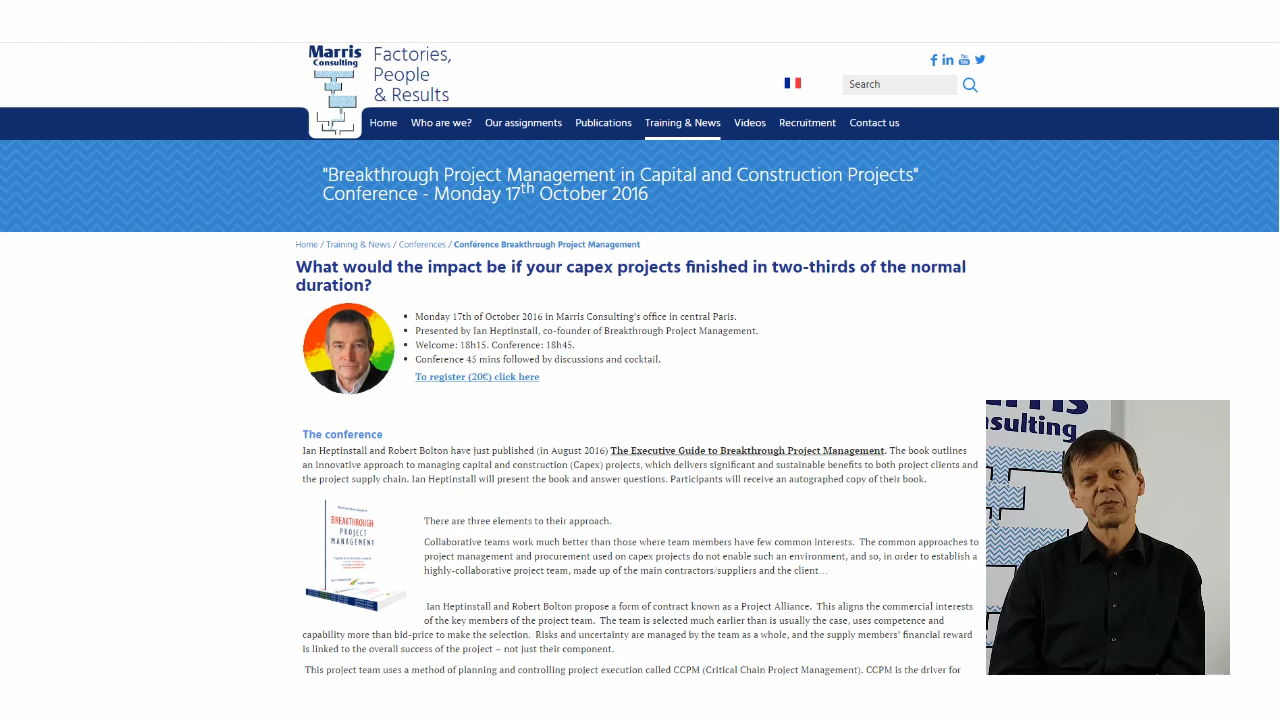 Marris
Consulting
Factories,
People
& Results
Search
Home Who are we? Our assignments Publications Training & News Videos Recruitment Contact us
"Breakthrough Project Management in Capital and Construction Projects"
Conference - Monday 17th October 2016
Home / Training & News / Conferences / Conférence Breakthrough Project Management
What would the impact be if your capex projects finished in two-thirds of the normal
duration?
• Monday 17th of October 2016 in Marris Consulting's office in central Paris.
• Presented by Ian Heptinstall, co-founder of Breakthrough Project Management.
• Welcome: 18h15. Conference: 18h45.
• Conference 45 mins followed by discussions and cocktail.
To register (20€) click here
The conference
Ian Heptinstall and Robert Bolton have just published (in August 2016) The Executive Guide to Breakthrough Project Management. The book outlines
an innovative approach to managing capital and construction (Capex) projects, which delivers significant and sustainable benefits to both project clients and
the project supply chain. Ian Heptinstall will present the book and answer questions. Participants will receive an autographed copy of their book.
BREAKTHROUGH
PROJECT
MANAGEMENT
There are three elements to their approach.
Collaborative teams work much better than those where team members have few common interests. The common approaches to
project management and procurement used on capex projects do not enable such an environment, and so, in order to establish a
highly-collaborative project team, made up of the main contractors/suppliers and the client…
Ian Heptinstall and Robert Bolton propose a form of contract known as a Project Alliance. This aligns the commercial interests
of the key members of the project team. The team is selected much earlier than is usually the case, uses competence and
capability more than bid-price to make the selection. Risks and uncertainty are managed by the team as a whole, and the supply members' financial reward
is linked to the overall success of the project – not just their component.
This project team uses a method of planning and controlling project execution called CCPM (Critical Chain Project Management). CCPM is the driver for
arris
nsulting